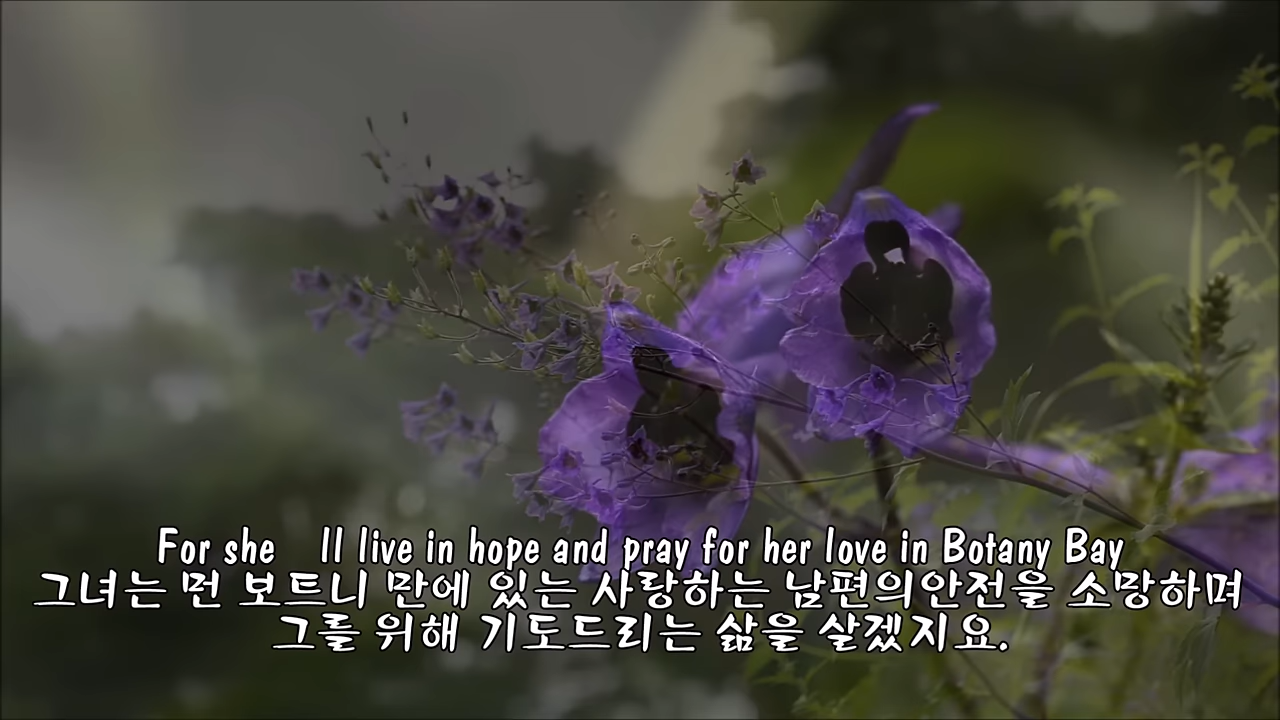 For she ll live in hope and pray for her love in Botany Bay
그녀는 먼 보트니 만에 있는 사랑하는 남편의안전을 소망하며
그를 위해 기도드리는 삶을 살겠지요.